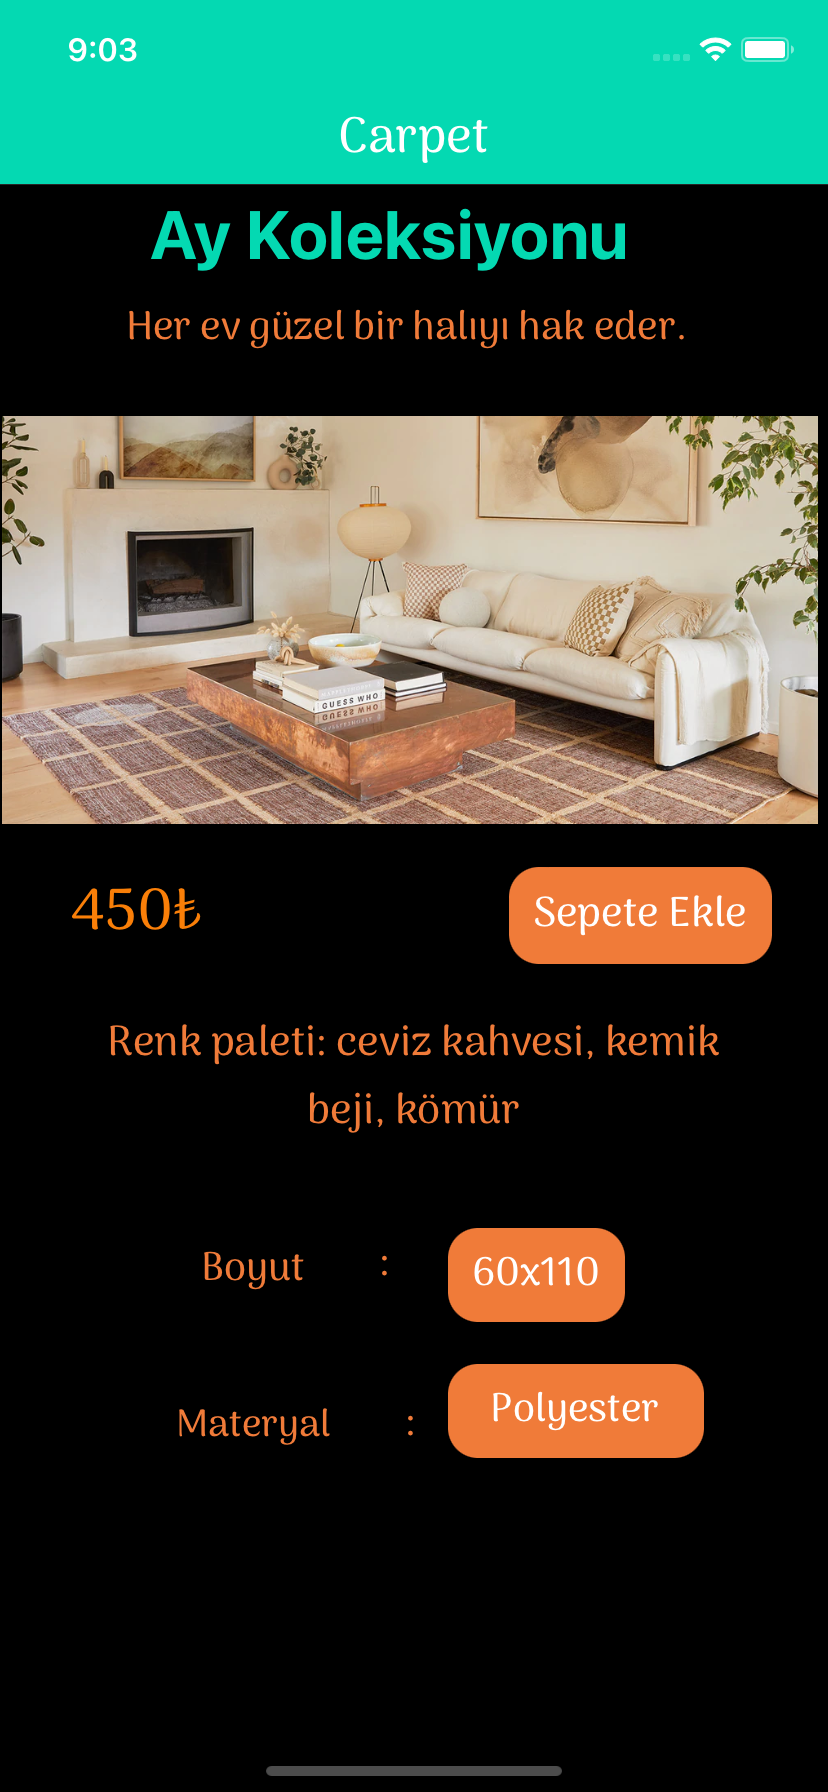 9:03
Carpet
Ay Koleksiyonu
Her ev güzel bir halıyı hak eder.
GUESS WHO
450₺
Sepete Ekle
Renk paleti: ceviz kahvesi, kemik
beji, kömür
Boyut : 60x110
Materyal : Polyester